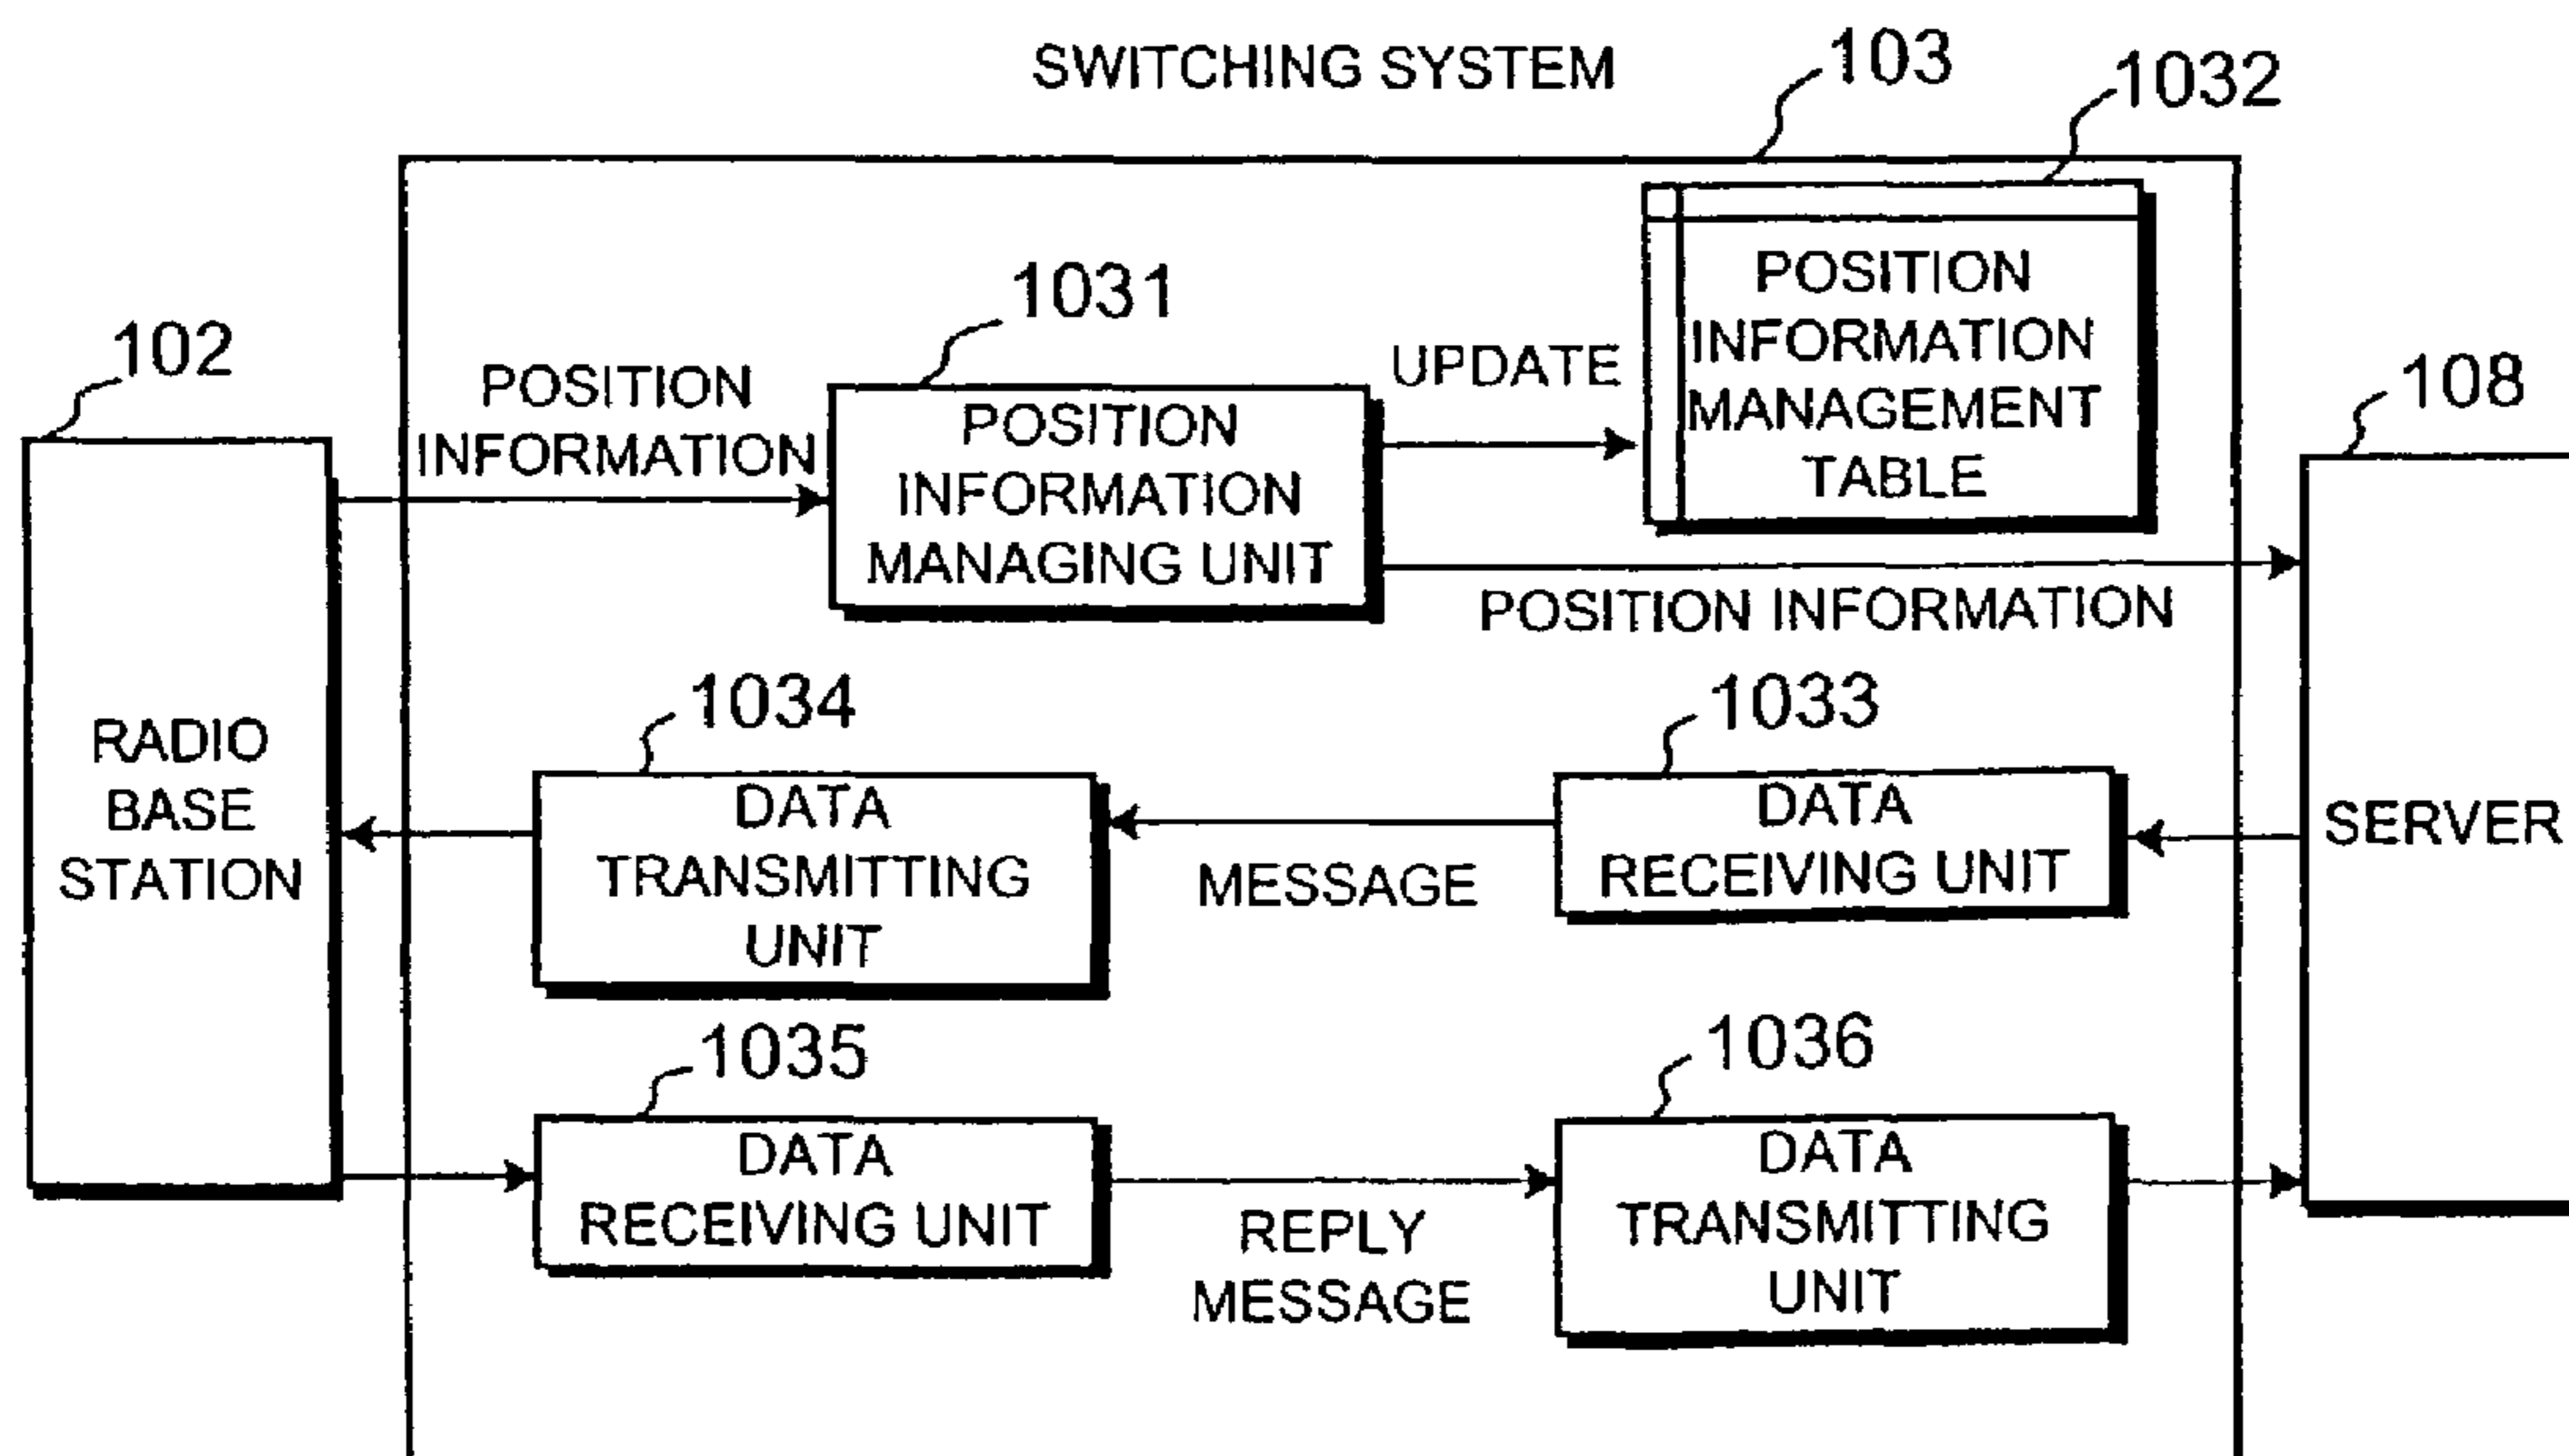 SWITCHING SYSTEM
103
1032
1031
102
POSITION
INFORMATION
POSITION
INFORMATION
MANAGING UNIT
UPDATE
POSITION
INFORMATION
MANAGEMENT
TABLE
108
POSITION INFORMATION
RADIO
BASE
STATION
1034
DATA
TRANSMITTING
UNIT
MESSAGE
1033
DATA
RECEIVING UNIT
SERVER
1035
DATA
RECEIVING UNIT
REPLY
MESSAGE
1036
DATA
TRANSMITTING
UNIT